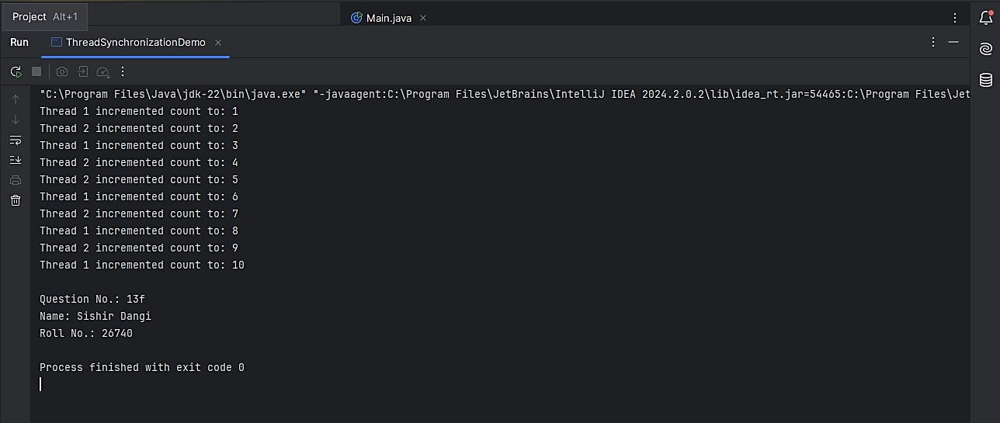 Project Alt+1
Main.java
Run ThreadSynchronizationDemo
"C:\Program Files\Java\jdk-22\bin\java.exe" "-javaagent:C:\Program Files\JetBrains\IntelliJ IDEA 2024.2.0.2\lib\idea_rt.jar=54465:C:\Program Files\Jet
Thread 1 incremented count to: 1
Thread 2 incremented count to: 2
Thread 1 incremented count to: 3
Thread 2 incremented count to: 4
Thread 2 incremented count to: 5
Thread 1 incremented count to: 6
Thread 2 incremented count to: 7
Thread 1 incremented count to: 8
Thread 2 incremented count to: 9
Thread 1 incremented count to: 10
Question No.: 13f
Name: Sishir Dangi
Roll No.: 26740
Process finished with exit code 0